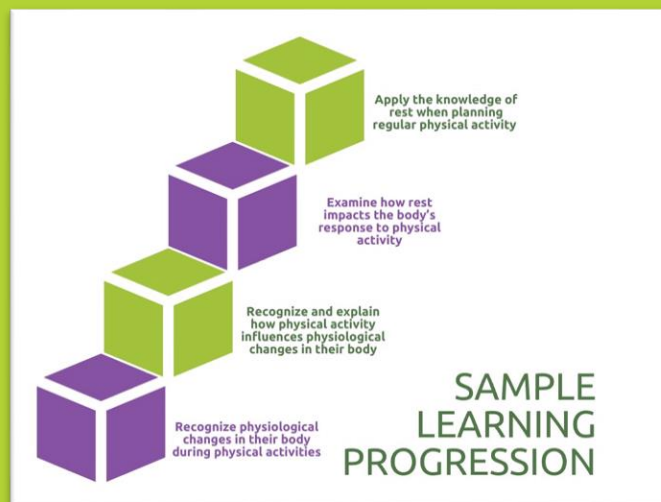 Apply the knowledge of
rest when planning
regular physical activity
Examine how rest
impacts the body's
response to physical
activity
Recognize and explain
how physical activity
influences physiological
changes in their body
Recognize physiological
changes in their body
during physical activities
SAMPLE
LEARNING
PROGRESSION